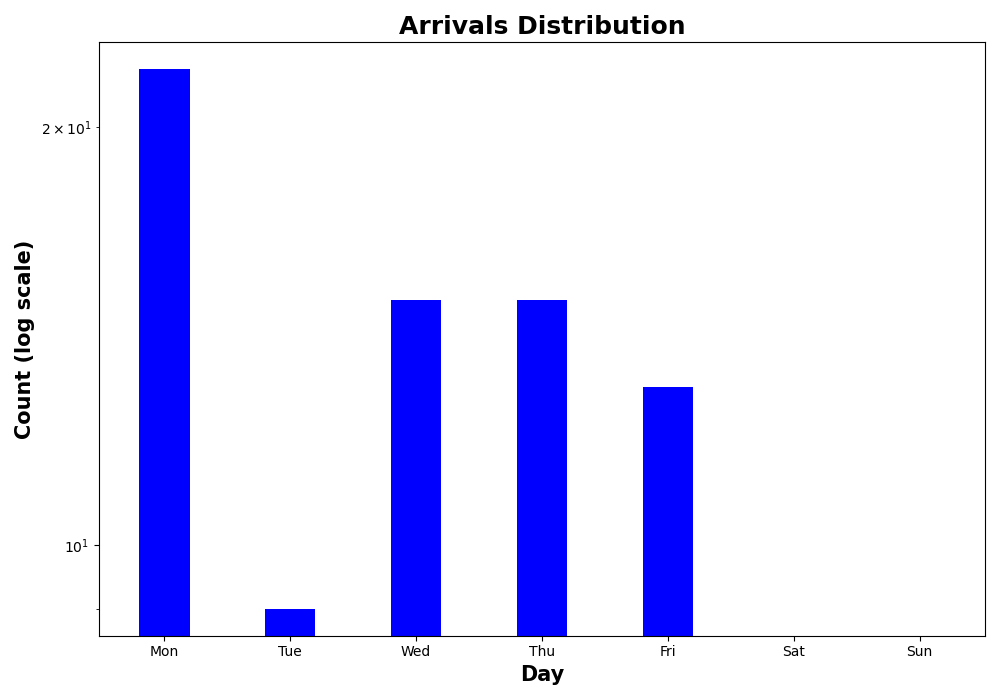 Arrivals Distribution
Count (log scale)
2 × 10¹
10¹
Mon Tue Wed Thu Fri Sat Sun
Day